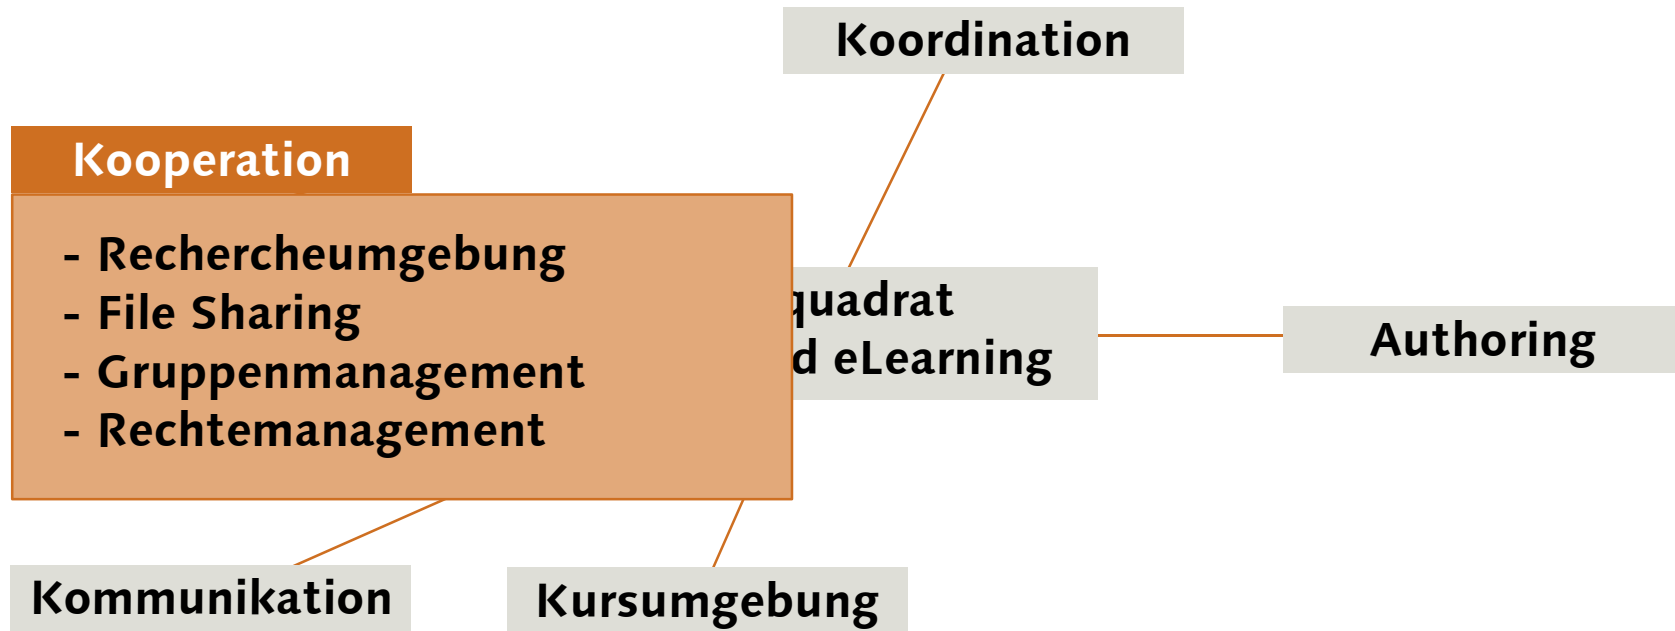 Koordination
Kooperation
- Rechercheumgebung
- File Sharing
- Gruppenmanagement
- Rechtemanagement
quadrat
d eLearning
Authoring
Kommunikation
Kursumgebung